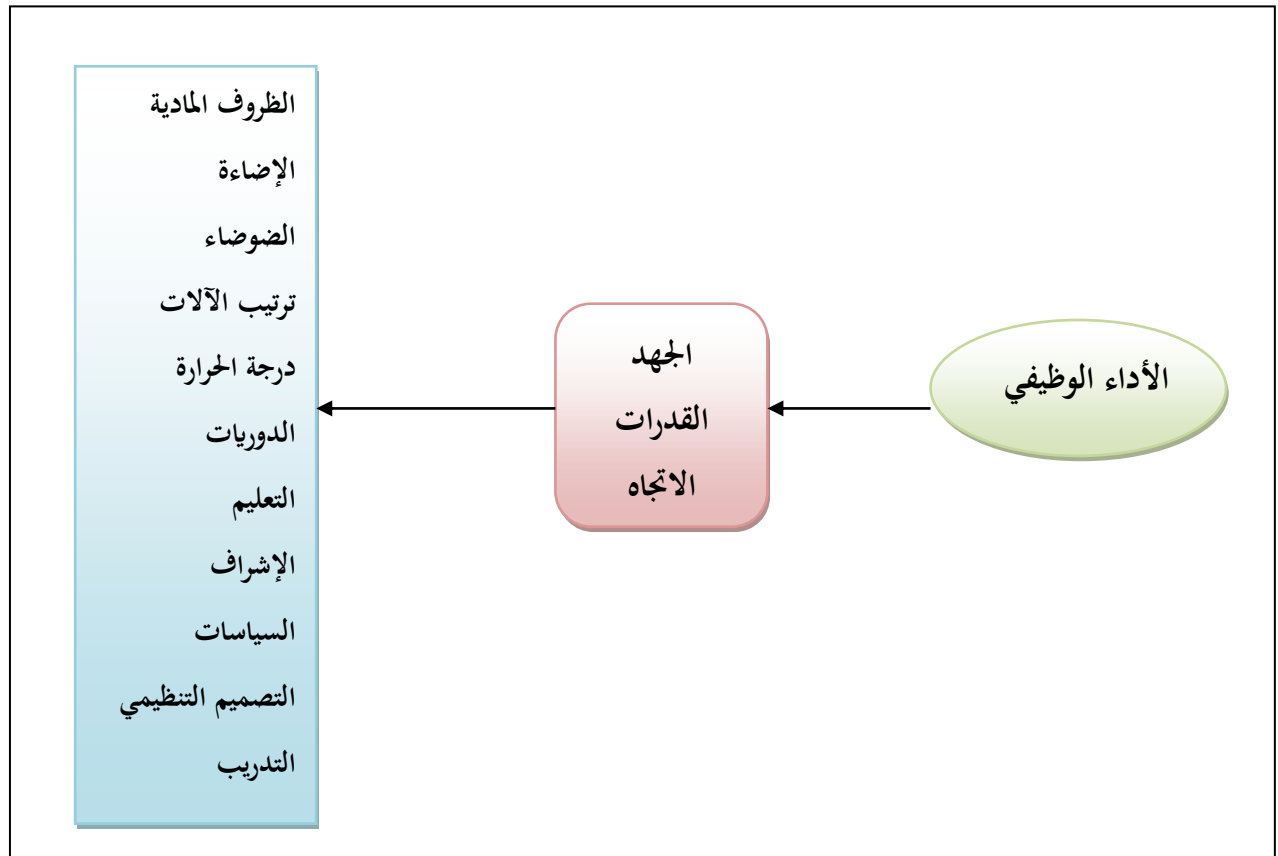 الأداء الوظيفي
الجهد
القدرات
الاتجاه
الظروف المادية
الإضاءة
الضوضاء
ترتيب الآلات
درجة الحرارة
الدوريات
التعليم
الإشراف
السياسات
التصميم التنظيمي
التدريب